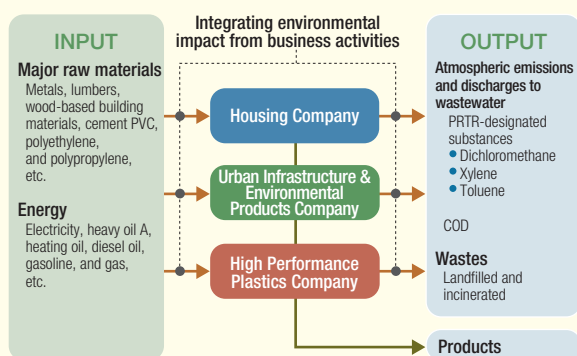 INPUT
Major raw materials
Metals, lumbers,
wood-based building
materials, cement PVC,
polyethylene,
and polypropylene,
etc.
Energy
Electricity, heavy oil A,
heating oil, diesel oil,
gasoline, and gas,
etc.
Integrating environmental
impact from business activities
Housing Company
Urban Infrastructure &
Environmental
Products Company
High Performance
Plastics Company
OUTPUT
Atmospheric emissions
and discharges to
wastewater
PRTR-designated
substances
● Dichloromethane
● Xylene
● Toluene
COD
Wastes
Landfilled and
incinerated
Products